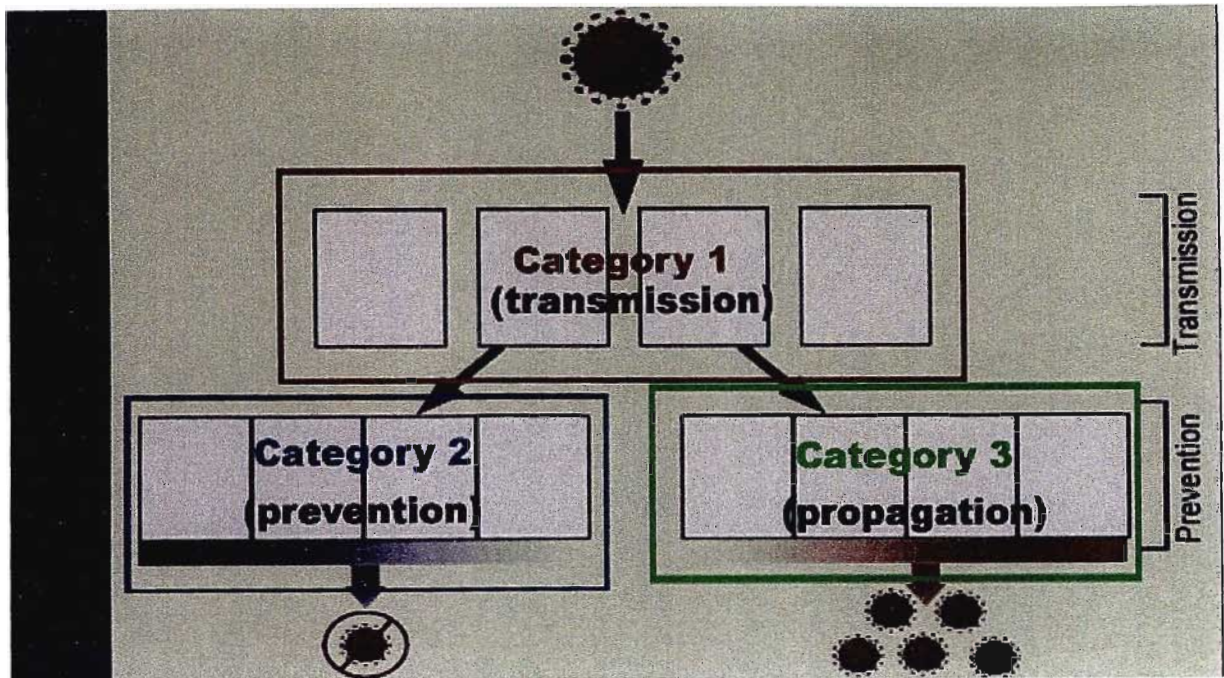 Category 1
(transmission)
Transmission
Category 2
(prevention)
Category 3
(propagation)
Prevention